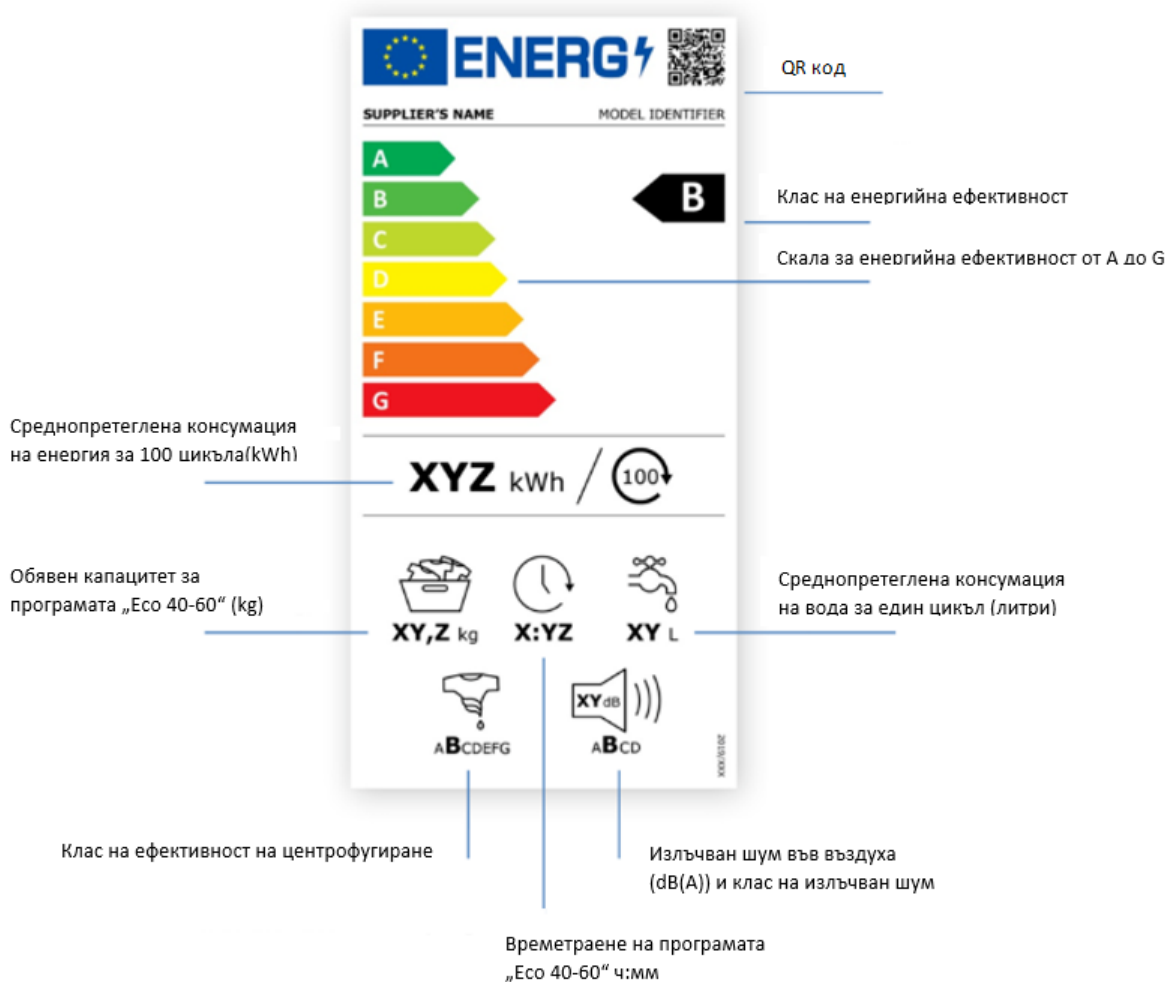 ENERG
QR код
SUPPLIER'S NAME
MODEL IDENTIFIER
A
B
C
D
E
F
G
B
Клас на енергийна ефективност
Скала за енергийна ефективност от A до G
Среднопретеглена консумация
на енергия за 100 цикъла(kWh)
XYZ kWh / 100
Обявен капацитет за
програмата „Eco 40-60“ (kg)
XY,Z kg
X:YZ
XY L
Среднопретеглена консумация
на вода за един цикъл (литри)
XY dB
ABCDEFG
ABCD
2019/XXX
Клас на ефективност на центрофугиране
Излъчван шум във въздуха
(dB(A)) и клас на излъчван шум
Времетраене на програмата
„Eco 40-60“ ч:мм